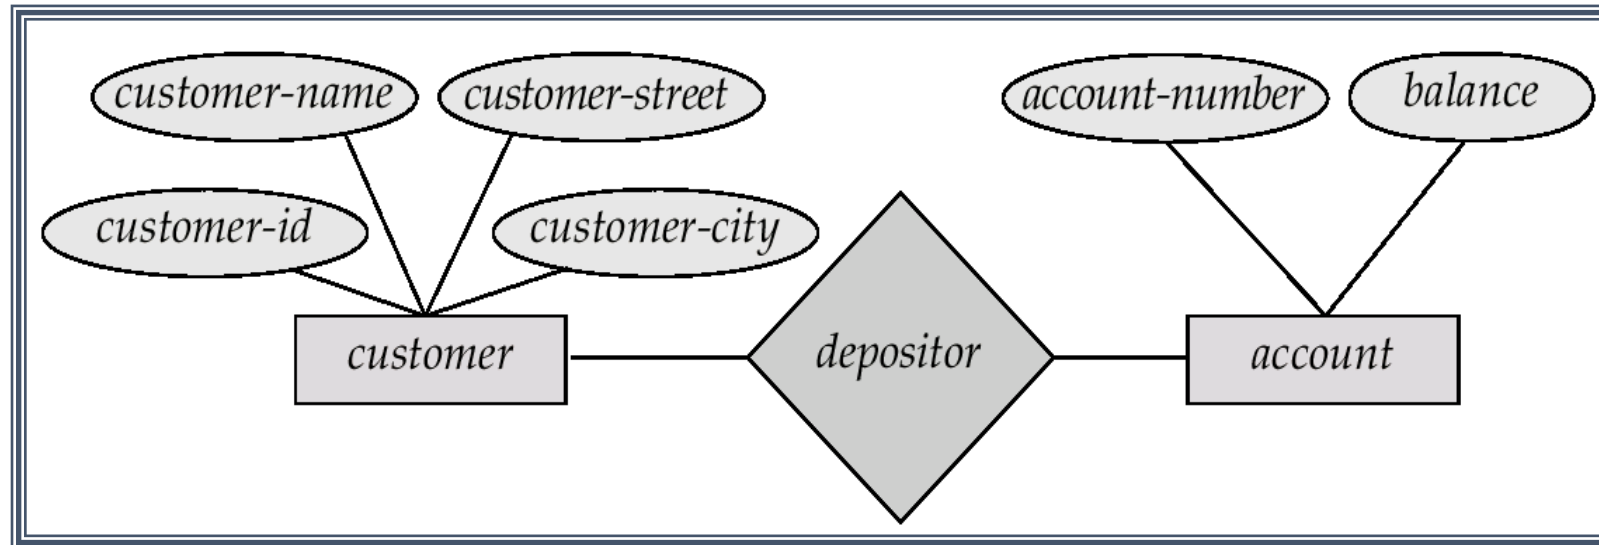 customer-name
customer-street
account-number
balance
customer-id
customer-city
customer
depositor
account